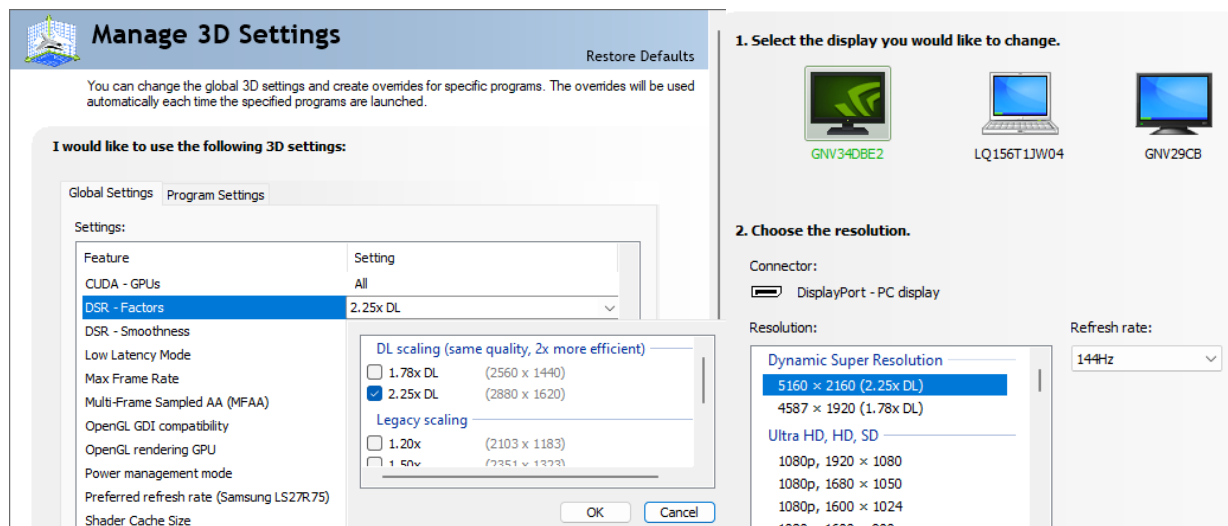 Manage 3D Settings
Restore Defaults
You can change the global 3D settings and create overrides for specific programs. The overrides will be used
automatically each time the specified programs are launched.
I would like to use the following 3D settings:
Global Settings
Program Settings
Settings:
Feature Setting
CUDA - GPUs All
DSR - Factors 2.25x DL
DSR - Smoothness
Low Latency Mode
Max Frame Rate
Multi-Frame Sampled AA (MFAA)
OpenGL GDI compatibility
OpenGL rendering GPU
Power management mode
Preferred refresh rate (Samsung LS27R75)
Shader Cache Size
DL scaling (same quality, 2x more efficient)
1.78x DL (2560 x 1440)
2.25x DL (2880 x 1620)
Legacy scaling
1.20x (2103 x 1183)
1.50x (2351 x 1323)
OK Cancel
1. Select the display you would like to change.
GNV34DBE2 LQ156T1JW04 GNV29CB
2. Choose the resolution.
Connector:
DisplayPort - PC display
Resolution: Refresh rate:
144Hz
Dynamic Super Resolution
5160 × 2160 (2.25x DL)
4587 × 1920 (1.78x DL)
Ultra HD, HD, SD
1080p, 1920 × 1080
1080p, 1680 × 1050
1080p, 1600 × 1024